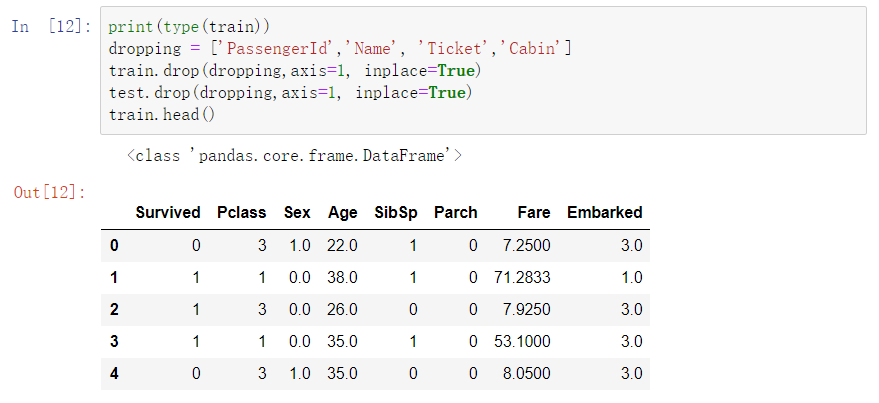 In [12]: print(type(train))
dropping = ['PassengerId','Name', 'Ticket','Cabin']
train.drop(dropping,axis=1, inplace=True)
test.drop(dropping,axis=1, inplace=True)
train.head()
<class 'pandas.core.frame.DataFrame'>
Out[12]:
Survived Pclass Sex Age SibSp Parch Fare Embarked
0 0 3 1.0 22.0 1 0 7.2500 3.0
1 1 1 0.0 38.0 1 0 71.2833 1.0
2 1 3 0.0 26.0 0 0 7.9250 3.0
3 1 1 0.0 35.0 1 0 53.1000 3.0
4 0 3 1.0 35.0 0 0 8.0500 3.0